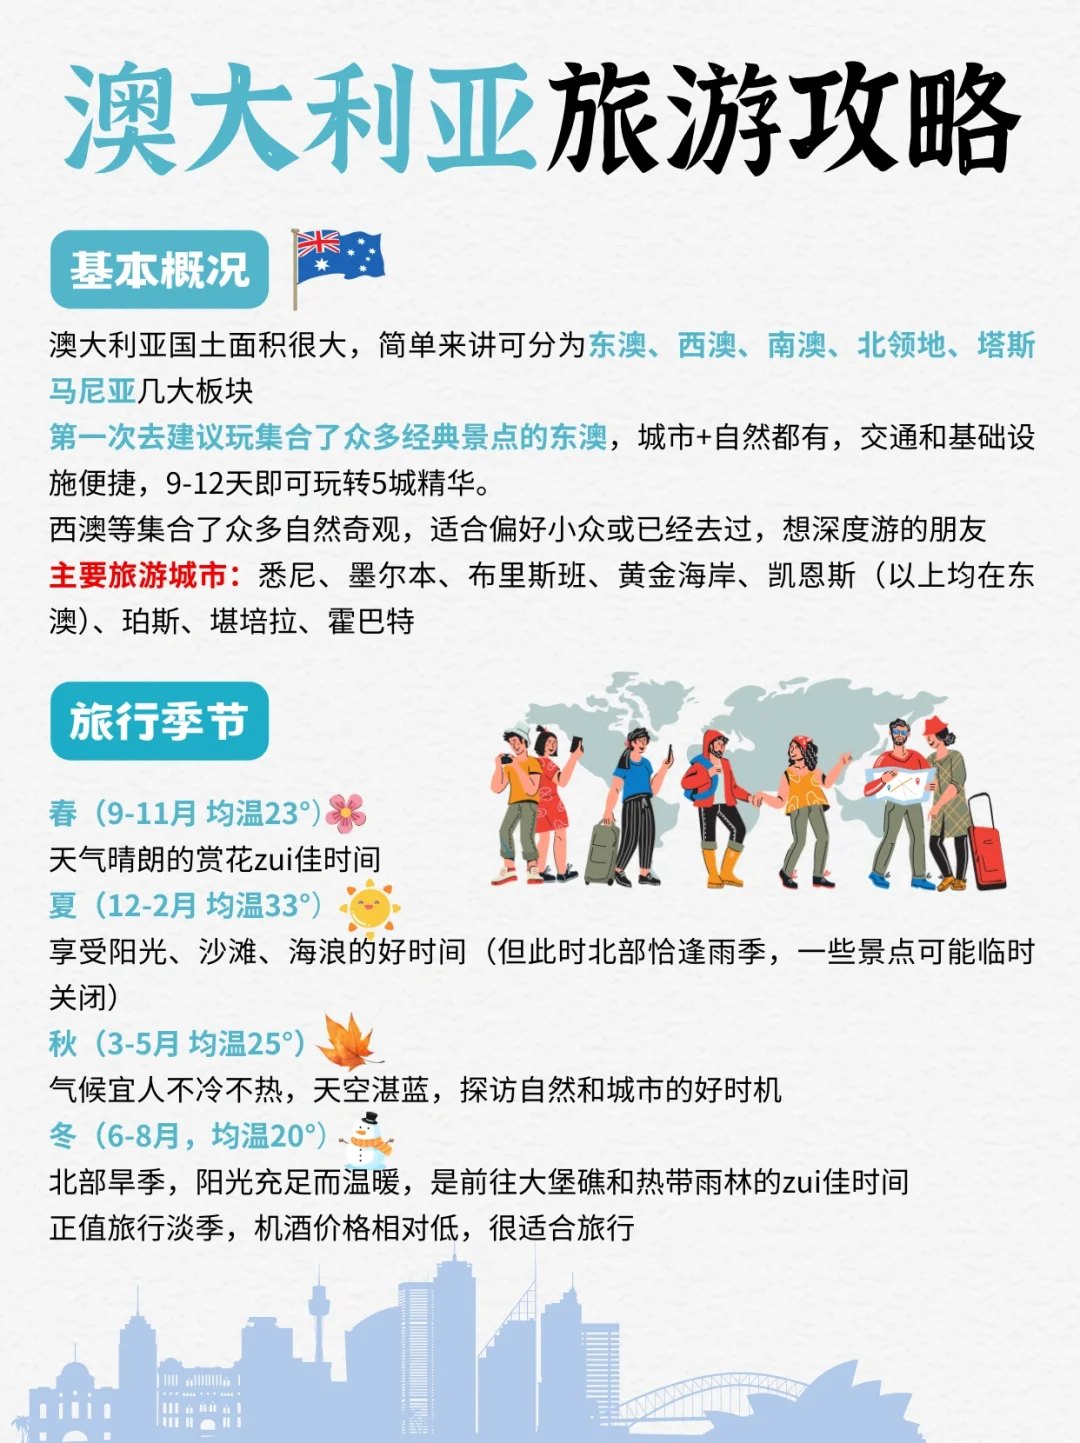 澳大利亚旅游攻略
基本概况
澳大利亚国土面积很大，简单来讲可分为东澳、西澳、南澳、北领地、塔斯
马尼亚几大板块
第一次去建议玩集合了众多经典景点的东澳，城市+自然都有，交通和基础设
施便捷，9-12天即可玩转5城精华。
西澳等集合了众多自然奇观，适合偏好小众或已经去过，想深度游的朋友
主要旅游城市：悉尼、墨尔本、布里斯班、黄金海岸、凯恩斯（以上均在东
澳）、珀斯、堪培拉、霍巴特
旅行季节
春（9-11月 均温23°）
天气晴朗的赏花zui佳时间
夏（12-2月 均温33°）
享受阳光、沙滩、海浪的好时间（但此时北部恰逢雨季，一些景点可能临时
关闭）
秋（3-5月 均温25°）
气候宜人不冷不热，天空湛蓝，探访自然和城市的好时机
冬（6-8月，均温20°）
北部旱季，阳光充足而温暖，是前往大堡礁和热带雨林的zui佳时间
正值旅行淡季，机酒价格相对低，很适合旅行